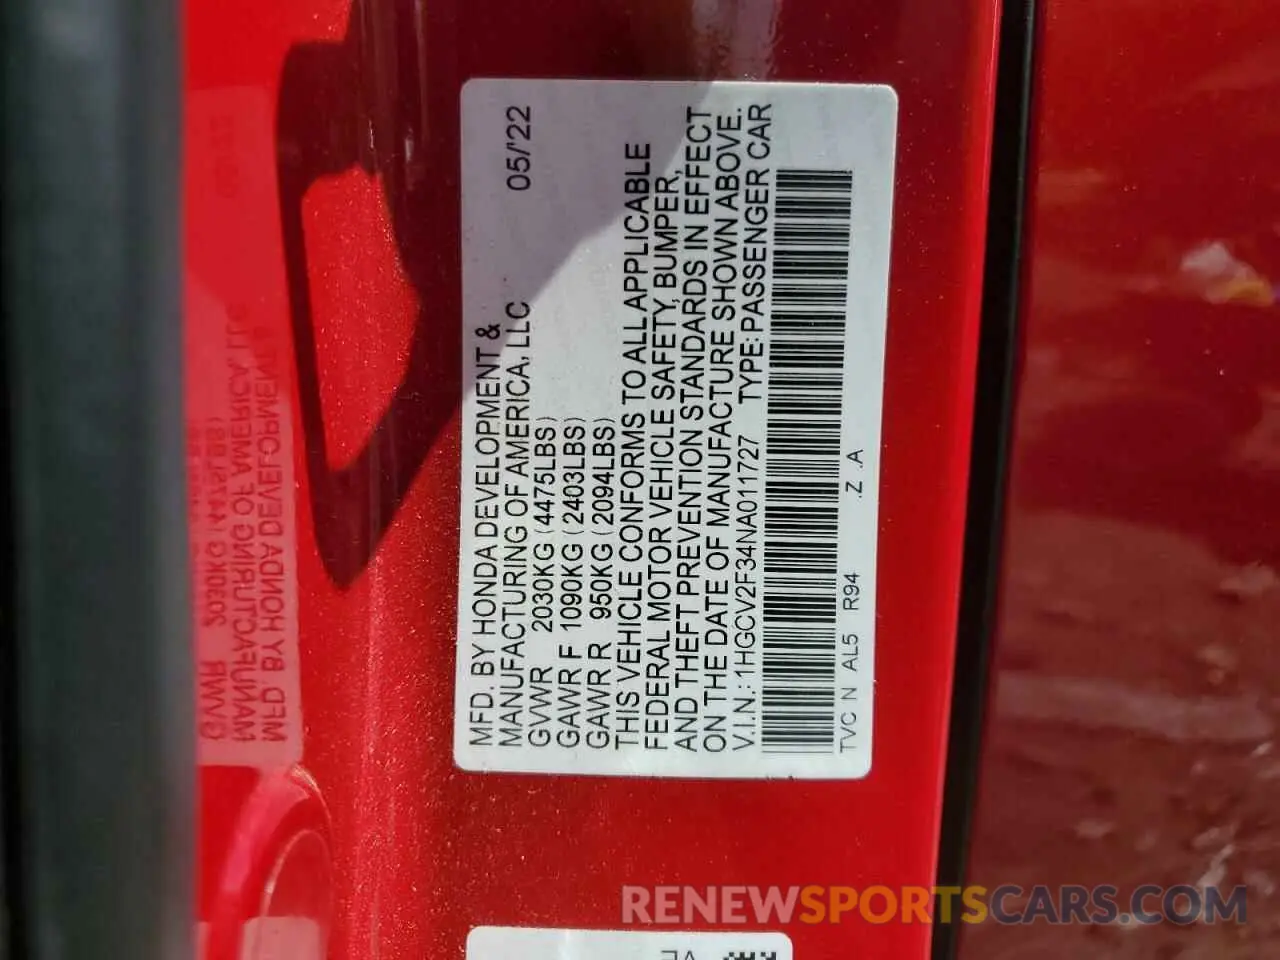 MFD. BY HONDA DEVELOPMENT &
MANUFACTURING OF AMERICA, LLC 05/'22
GVWR 2030KG (4475LBS)
GAWR F 1090KG (2403LBS)
GAWR R 950KG (2094LBS)
THIS VEHICLE CONFORMS TO ALL APPLICABLE
FEDERAL MOTOR VEHICLE SAFETY, BUMPER,
AND THEFT PREVENTION STANDARDS IN EFFECT
ON THE DATE OF MANUFACTURE SHOWN ABOVE.
V.I.N.: 1HGCV2F34NA011727 TYPE: PASSENGER CAR
TVC N AL5 R94 .Z .A
RENEWSPORTSCARS.COM